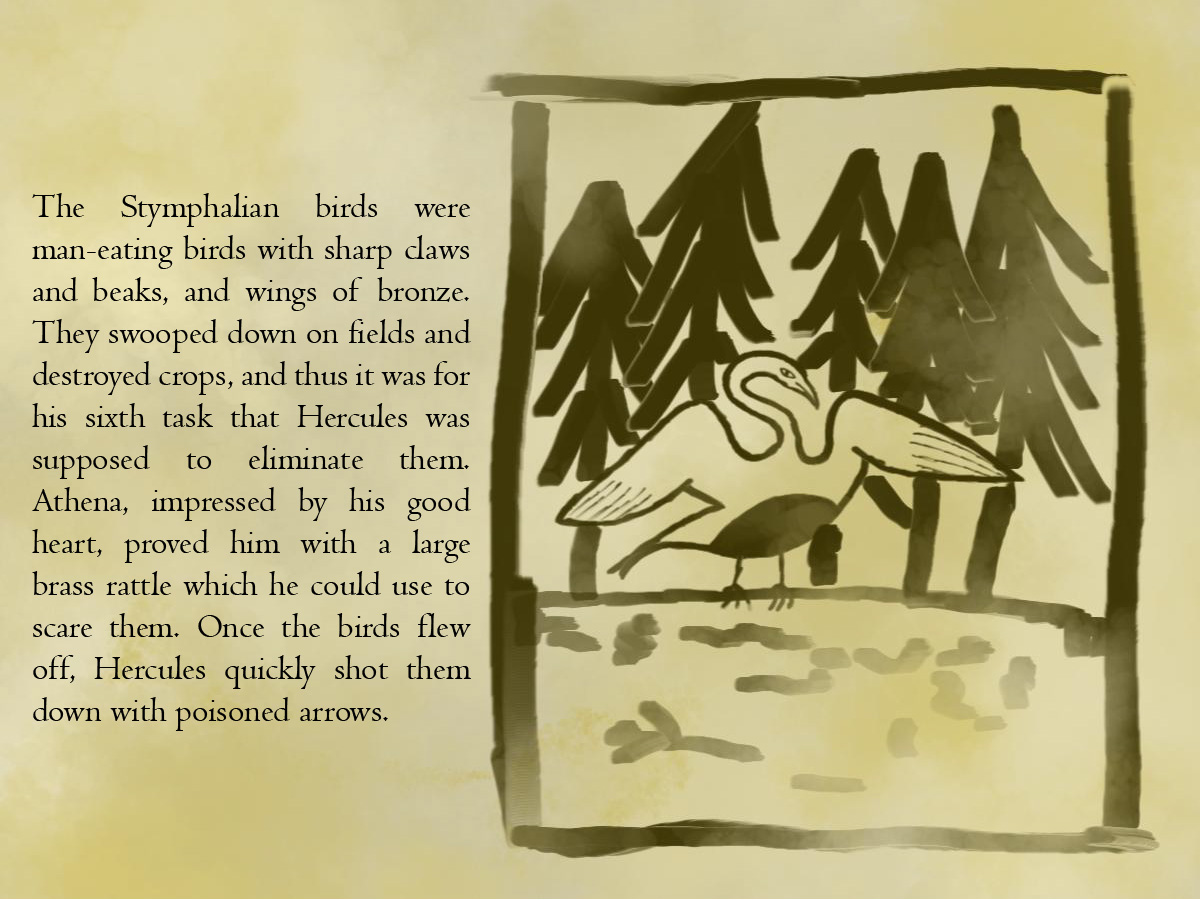 The Stymphalian birds were
man-eating birds with sharp claws
and beaks, and wings of bronze.
They swooped down on fields and
destroyed crops, and thus it was for
his sixth task that Hercules was
supposed to eliminate them.
Athena, impressed by his good
heart, proved him with a large
brass rattle which he could use to
scare them. Once the birds flew
off, Hercules quickly shot them
down with poisoned arrows.